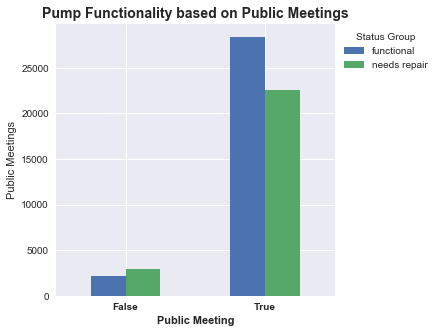 Pump Functionality based on Public Meetings
Status Group
functional
needs repair
Public Meetings
25000
20000
15000
10000
5000
0
False
True
Public Meeting